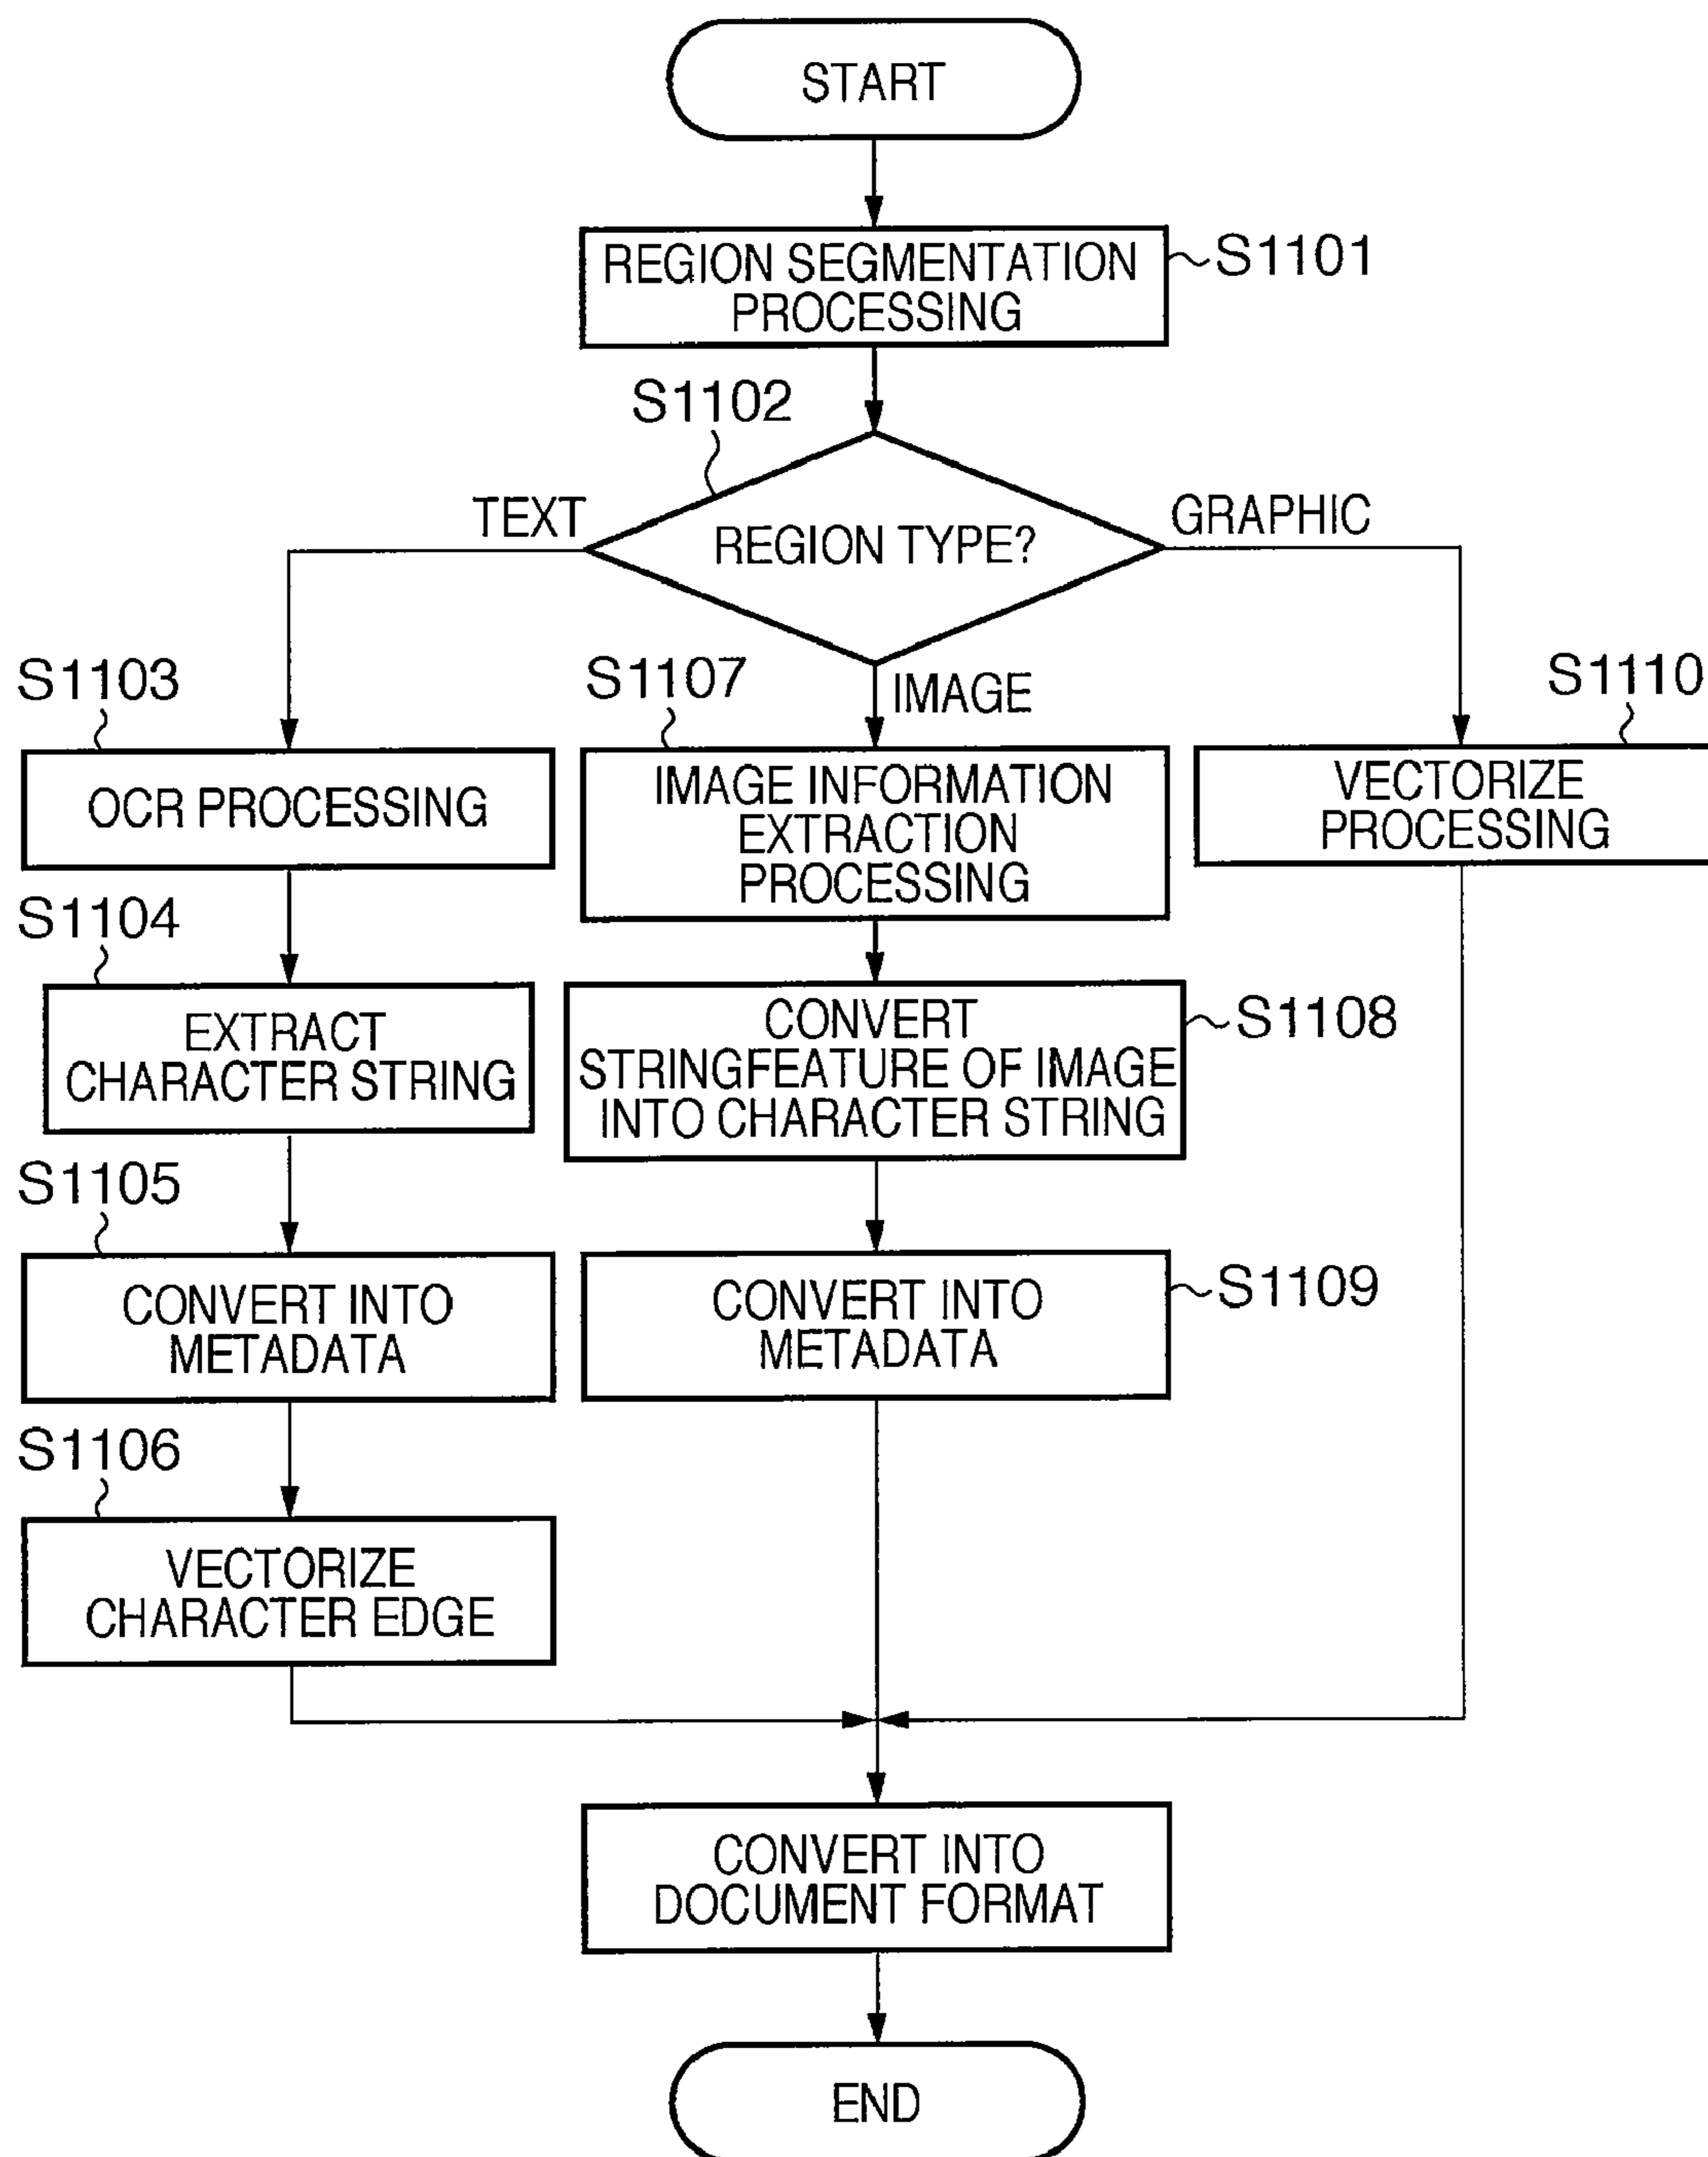 START
REGION SEGMENTATION
PROCESSING
S1101
S1102
REGION TYPE?
TEXT
GRAPHIC
IMAGE
S1103
OCR PROCESSING
S1104
EXTRACT
CHARACTER STRING
S1105
CONVERT INTO
METADATA
S1106
VECTORIZE
CHARACTER EDGE
S1107
IMAGE INFORMATION
EXTRACTION
PROCESSING
CONVERT
STRINGFEATURE OF IMAGE
INTO CHARACTER STRING
S1108
CONVERT INTO
METADATA
S1109
S1110
VECTORIZE
PROCESSING
CONVERT INTO
DOCUMENT FORMAT
END